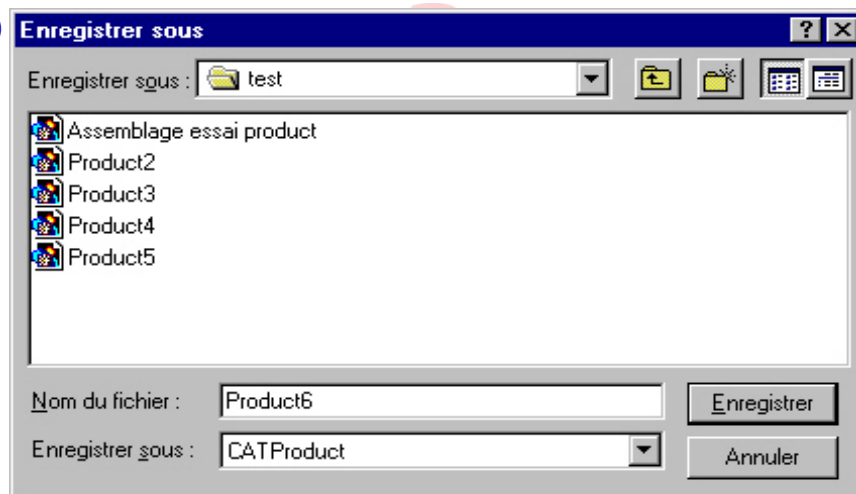 Enregistrer sous
Enregistrer sous : test
Assemblage essai product
Product2
Product3
Product4
Product5
Nom du fichier : Product6 Enregistrer
Enregistrer sous : CATProduct Annuler